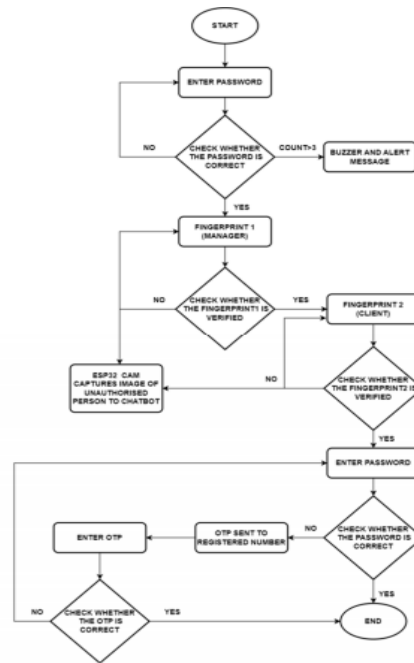 START
ENTER PASSWORD
NO
CHECK WHETHER
THE PASSWORD IS
CORRECT
COUNT>3
BUZZER AND ALERT
MESSAGE
YES
FINGERPRINT 1
(MANAGER)
NO
CHECK WHETHER
THE FINGERPRINT1 IS
VERIFIED
YES
FINGERPRINT 2
(CLIENT)
ESP32 CAM
CAPTURES IMAGE OF
UNAUTHORISED
PERSON TO CHATBOT
NO
CHECK WHETHER
THE FINGERPRINT2 IS
VERIFIED
YES
ENTER PASSWORD
ENTER OTP
OTP SENT TO
REGISTERED NUMBER
NO
CHECK WHETHER
THE PASSWORD IS
CORRECT
YES
NO
CHECK WHETHER
THE OTP IS
CORRECT
YES
END